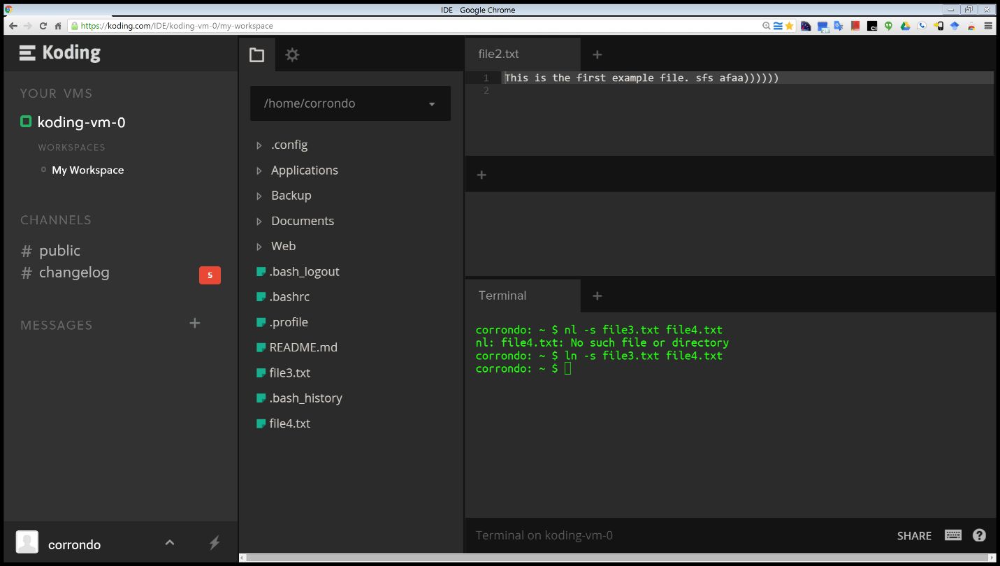 IDE - Google Chrome
https://koding.com/IDE/koding-vm-0/my-workspace
Koding
YOUR VMS
koding-vm-0
WORKSPACES
My Workspace
CHANNELS
# public
# changelog
5
MESSAGES +
corrondo
/home/corrondo
.config
Applications
Backup
Documents
Web
.bash_logout
.bashrc
.profile
README.md
file3.txt
.bash_history
file4.txt
file2.txt +
1 This is the first example file. sfs afaa))))))
2
+
Terminal +
corrondo: ~ $ nl -s file3.txt file4.txt
nl: file4.txt: No such file or directory
corrondo: ~ $ ln -s file3.txt file4.txt
corrondo: ~ $
Terminal on koding-vm-0
SHARE
?